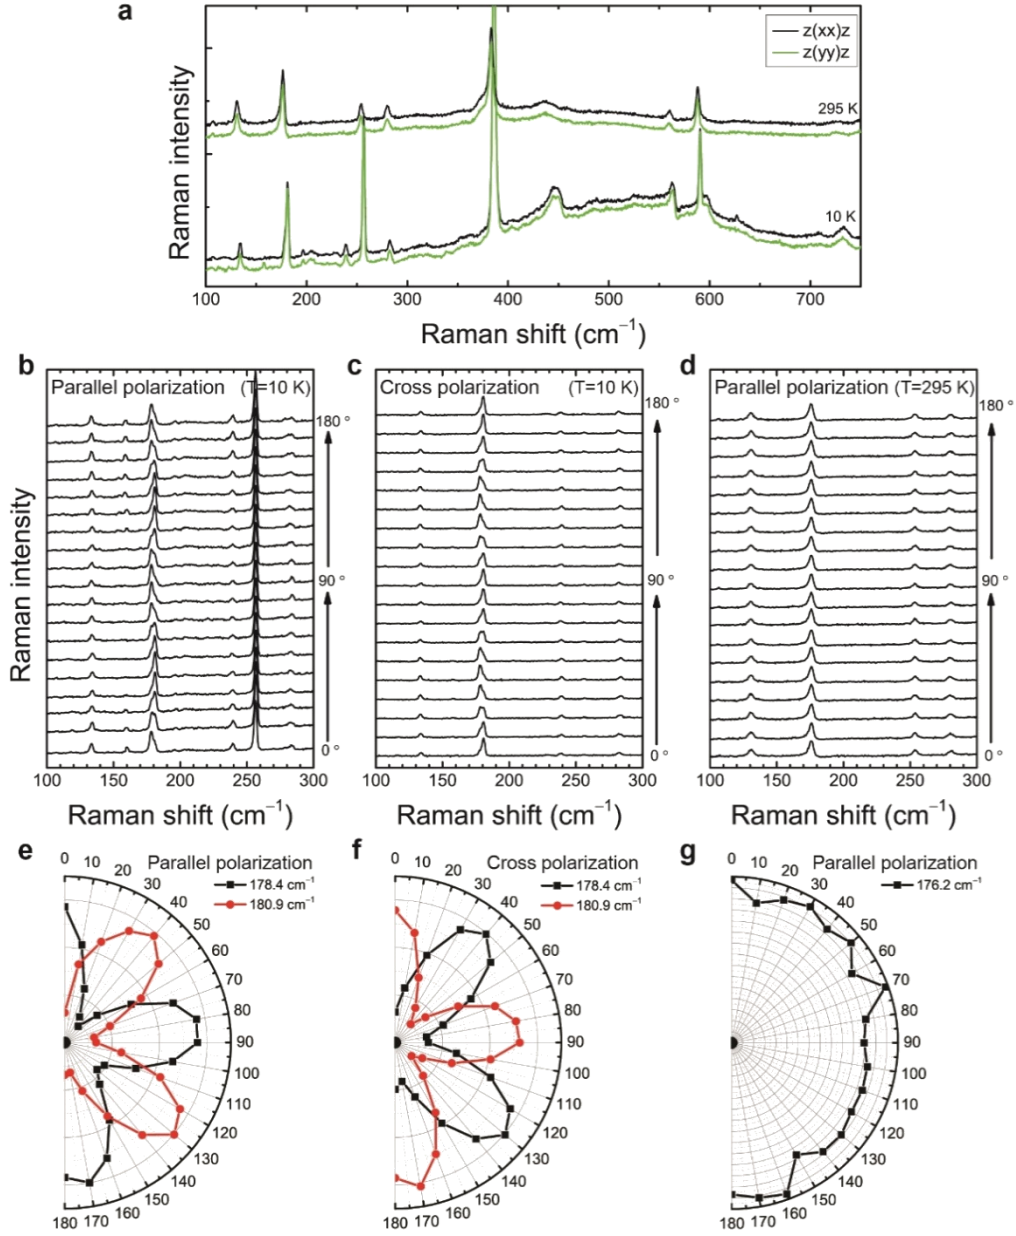 a
z(xx)z
z(yy)z
295 K
10 K
Raman intensity
100 200 300 400 500 600 700
Raman shift (cm⁻¹)
b
Parallel polarization (T=10 K)
180 °
90 °
0 °
Raman intensity
100 150 200 250 300
Raman shift (cm⁻¹)
c
Cross polarization (T=10 K)
180 °
90 °
0 °
100 150 200 250 300
Raman shift (cm⁻¹)
d
Parallel polarization (T=295 K)
180 °
90 °
0 °
100 150 200 250 300
Raman shift (cm⁻¹)
e
Parallel polarization
178.4 cm⁻¹
180.9 cm⁻¹
0 10 20 30 40 50 60 70 80 90 100 110 120 130 140 150 160 170 180
f
Cross polarization
178.4 cm⁻¹
180.9 cm⁻¹
0 10 20 30 40 50 60 70 80 90 100 110 120 130 140 150 160 170 180
g
Parallel polarization
176.2 cm⁻¹
0 10 20 30 40 50 60 70 80 90 100 110 120 130 140 150 160 170 180